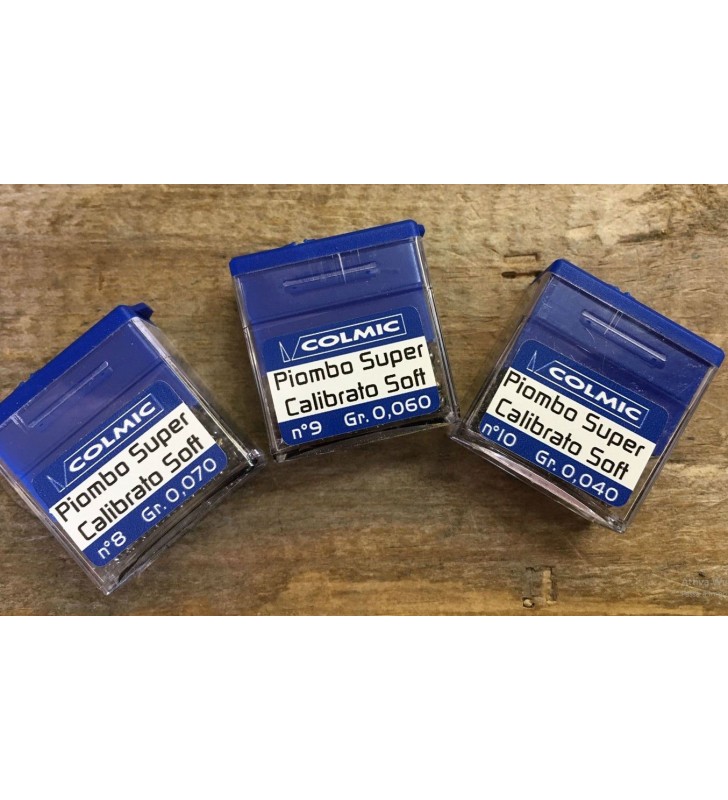 COLMIC
Piombo Super
Calibrato Soft
n°8 Gr. 0,070
COLMIC
Piombo Super
Calibrato Soft
n°9 Gr. 0,060
COLMIC
Piombo Super
Calibrato Soft
n°10 Gr. 0,040